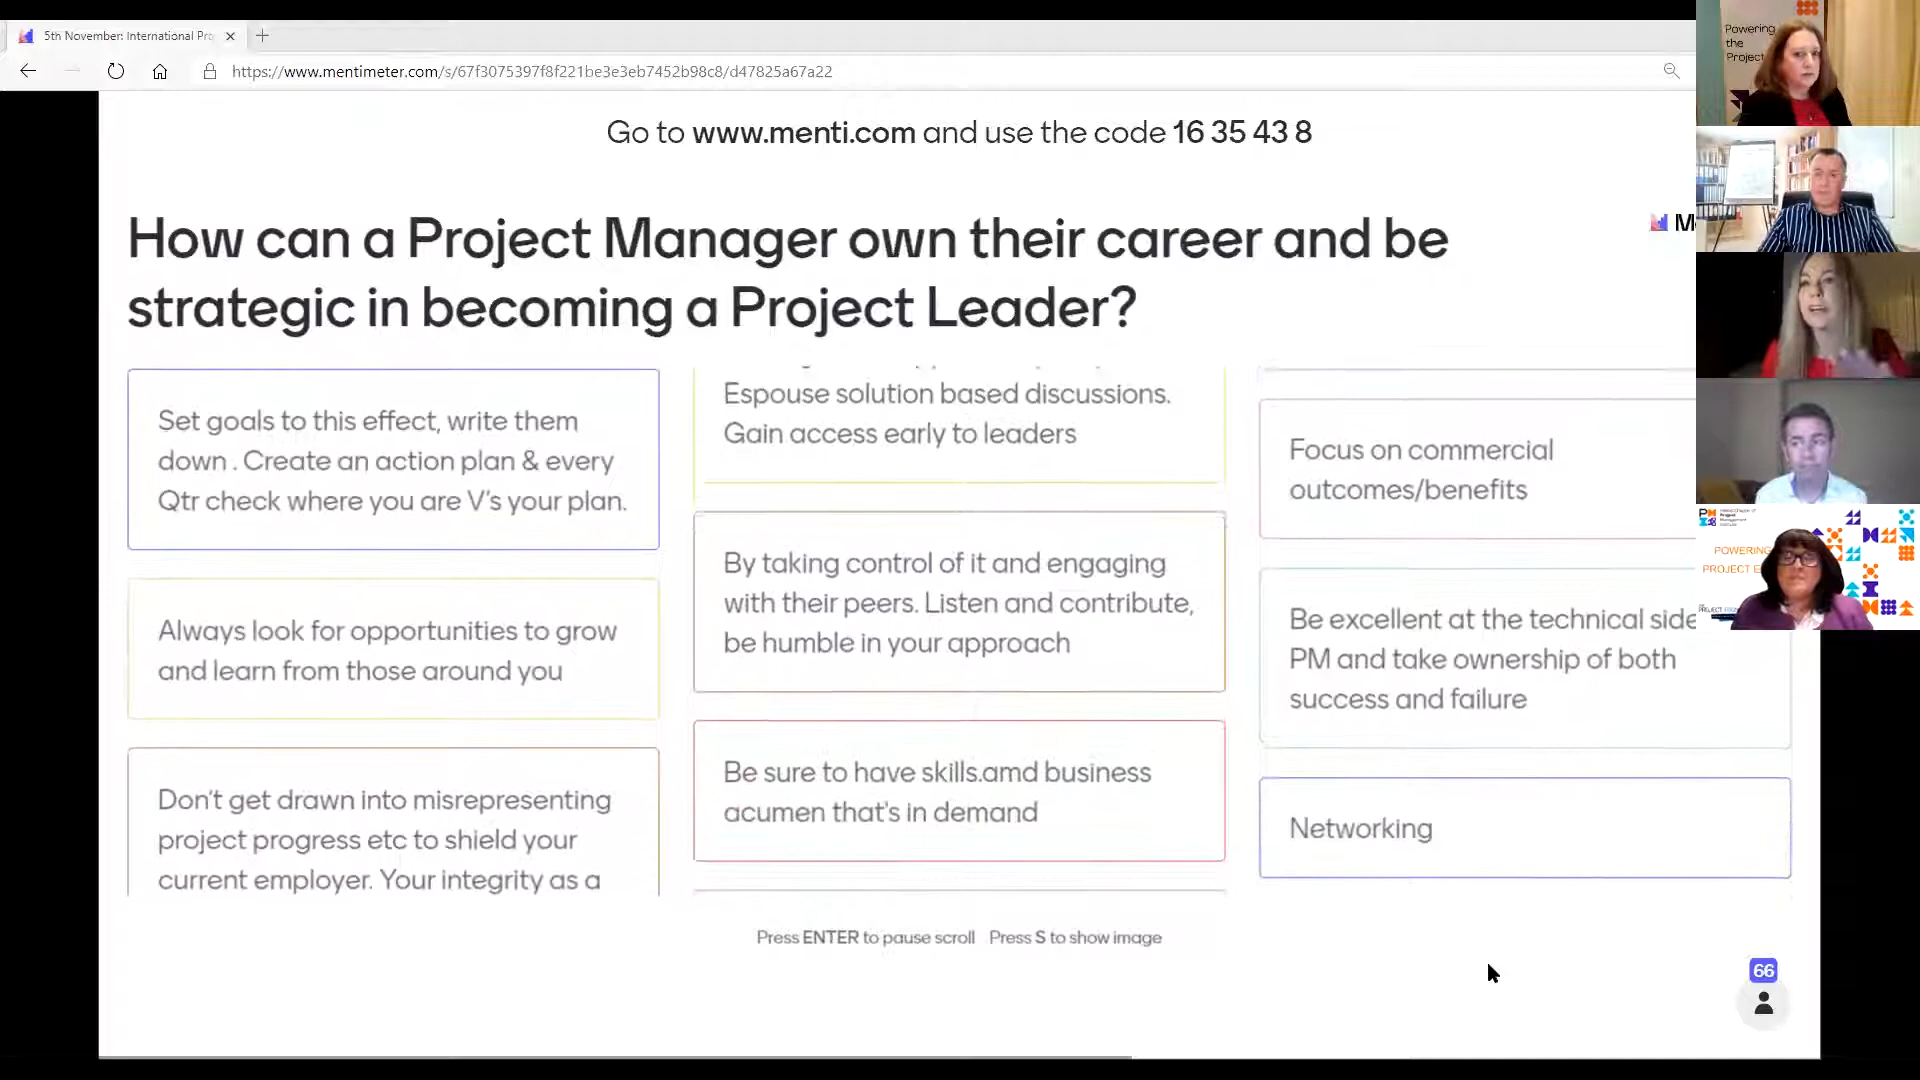 5th November: International Pro
https://www.mentimeter.com/s/67f3075397f8f221be3e3eb7452b98c8/d47825a67a22
Go to www.menti.com and use the code 16 35 43 8
How can a Project Manager own their career and be
strategic in becoming a Project Leader?
Set goals to this effect, write them
down . Create an action plan & every
Qtr check where you are V's your plan.
Always look for opportunities to grow
and learn from those around you
Don't get drawn into misrepresenting
project progress etc to shield your
current employer. Your integrity as a
Espouse solution based discussions.
Gain access early to leaders
By taking control of it and engaging
with their peers. Listen and contribute,
be humble in your approach
Be sure to have skills.amd business
acumen that's in demand
Focus on commercial
outcomes/benefits
Be excellent at the technical side
PM and take ownership of both
success and failure
Networking
Press ENTER to pause scroll Press S to show image
66
Powering
the
Project
POWERING
PROJECT E